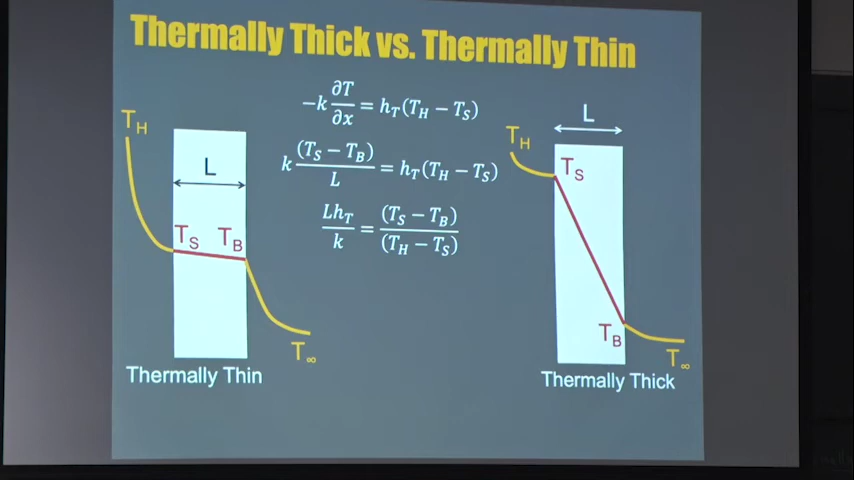 Thermally Thick vs. Thermally Thin
−k ∂T/∂x = h_T(T_H − T_S)
k (T_S − T_B)/L = h_T(T_H − T_S)
Lh_T/k = (T_S − T_B)/(T_H − T_S)
T_H
L
T_S T_B
T_∞
Thermally Thin
L
T_H
T_S
T_B
T_∞
Thermally Thick